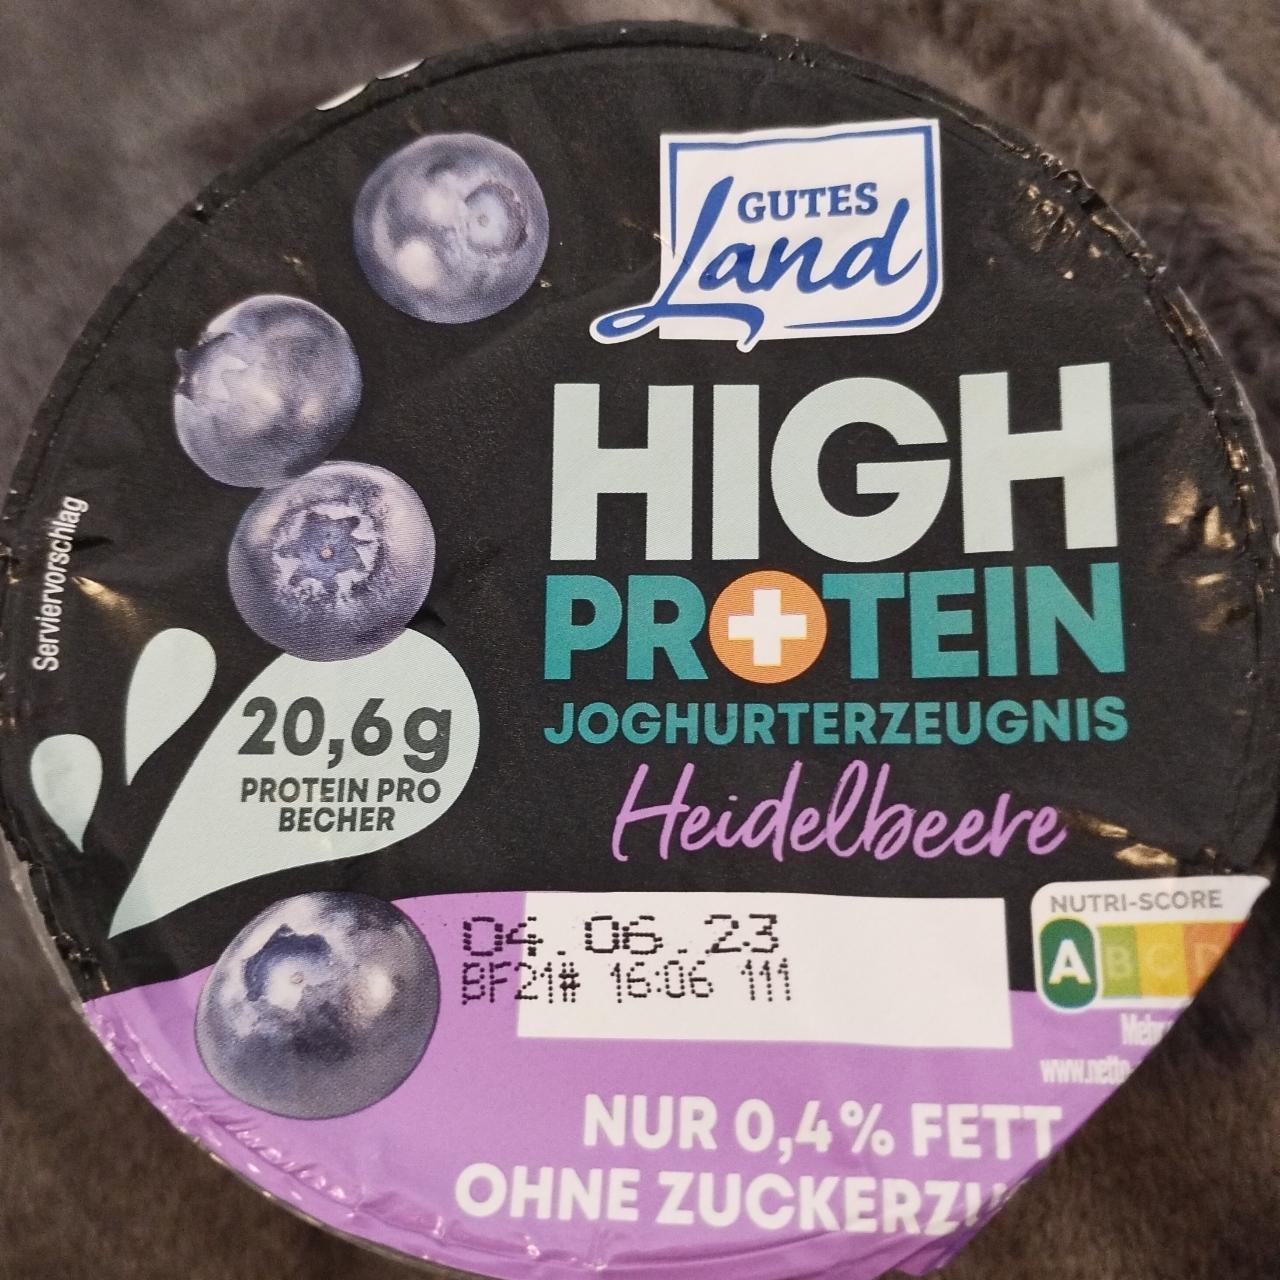 GUTES
Land
HIGH
PROTEIN
JOGHURTERZEUGNIS
Heidelbeere
Serviervorschlag
20,6g
PROTEIN PRO
BECHER
04.06.23
BF21# 16:06 111
NUTRI-SCORE
A B C D
NUR 0,4% FETT
OHNE